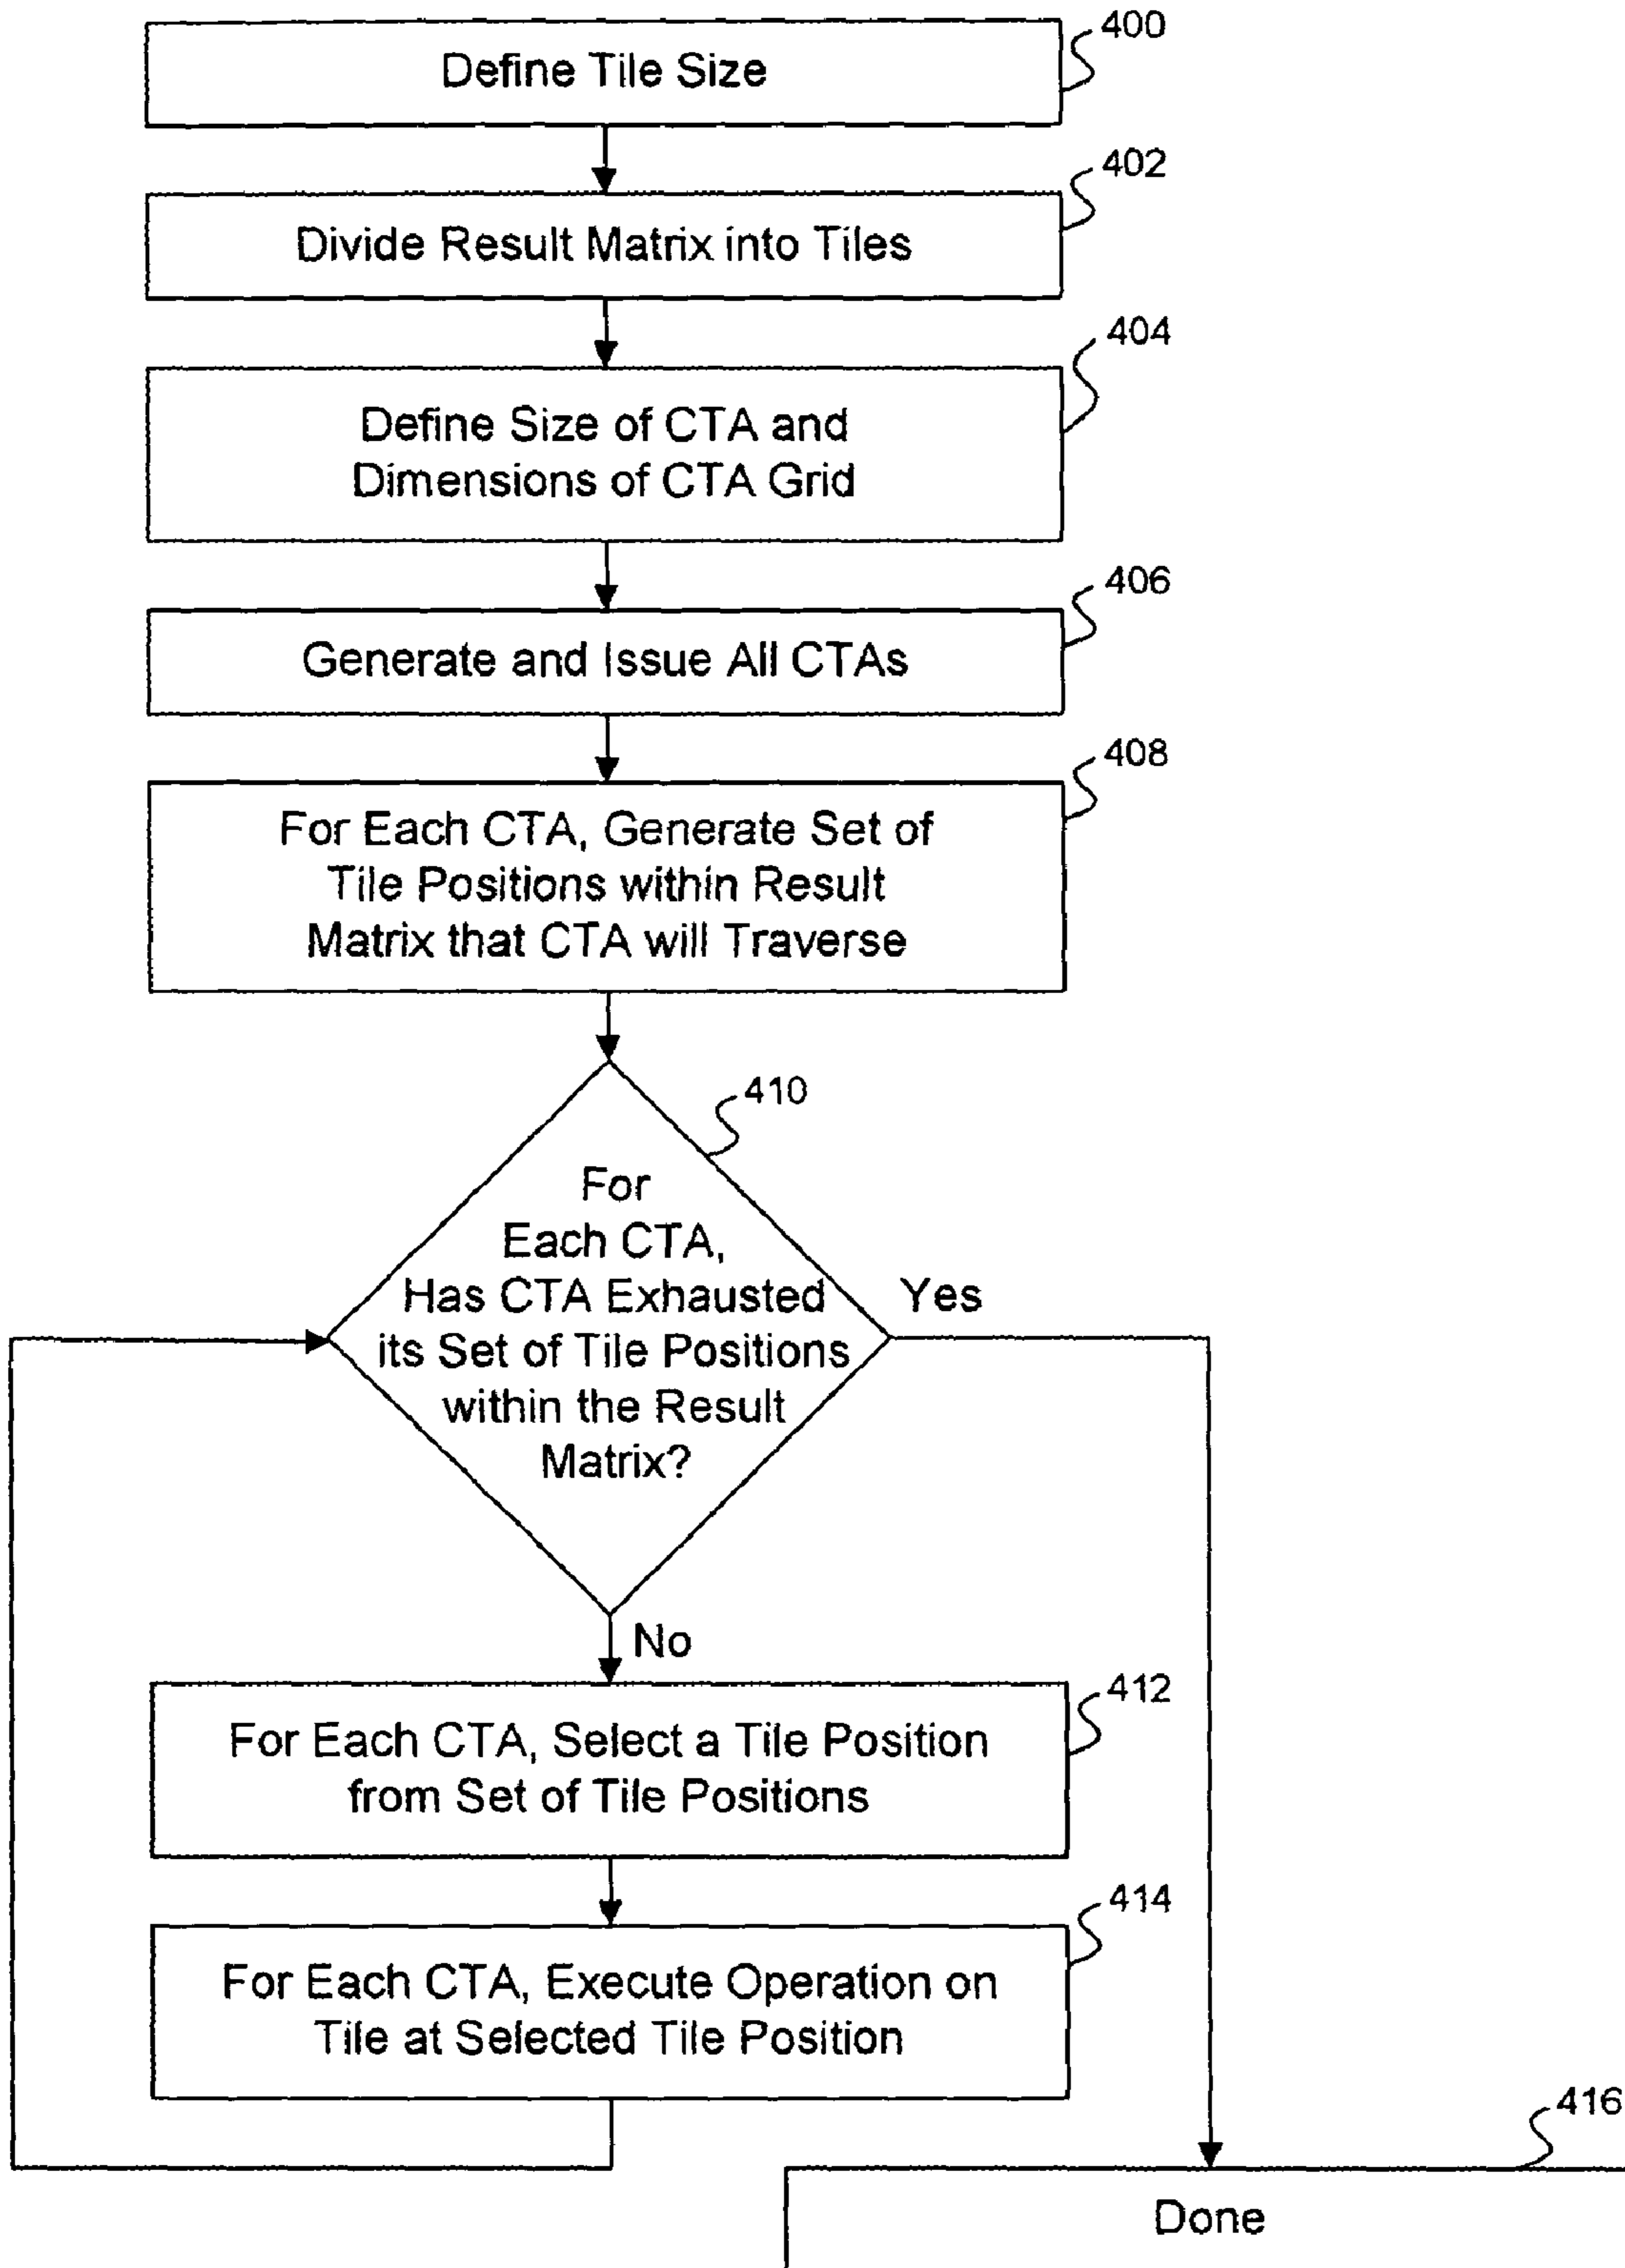 400
Define Tile Size
402
Divide Result Matrix into Tiles
404
Define Size of CTA and
Dimensions of CTA Grid
406
Generate and Issue All CTAs
408
For Each CTA, Generate Set of
Tile Positions within Result
Matrix that CTA will Traverse
410
For
Each CTA,
Has CTA Exhausted
its Set of Tile Positions
within the Result
Matrix?
Yes
No
412
For Each CTA, Select a Tile Position
from Set of Tile Positions
414
For Each CTA, Execute Operation on
Tile at Selected Tile Position
416
Done